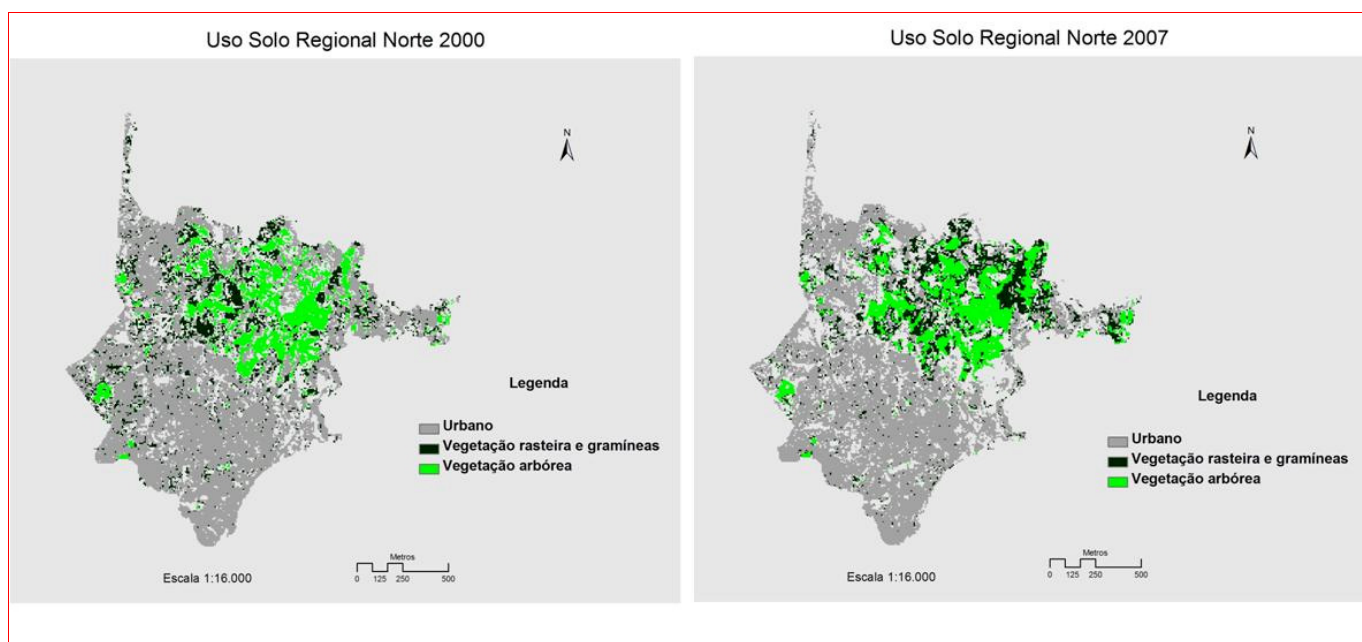 Uso Solo Regional Norte 2000
N
Legenda
Urbano
Vegetação rasteira e gramíneas
Vegetação arbórea
Metros
0 125 250 500
Escala 1:16.000
Uso Solo Regional Norte 2007
N
Legenda
Urbano
Vegetação rasteira e gramíneas
Vegetação arbórea
Metros
0 125 250 500
Escala 1:16.000